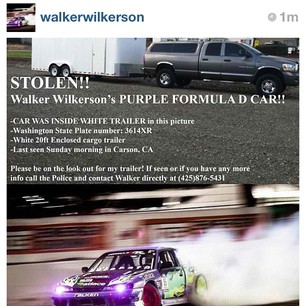 walkerwilkerson
1m
STOLEN!!
Walker Wilkerson's PURPLE FORMULA D CAR!!
-CAR WAS INSIDE WHITE TRAILER in this picture
-Washington State Plate number: 3614XR
-White 20ft Enclosed cargo trailer
-Last seen Sunday morning in Carson, CA
Please be on the look out for my trailer! If seen or if you have any more
info call the Police and contact Walker directly at (425)876-5431
FALKEN